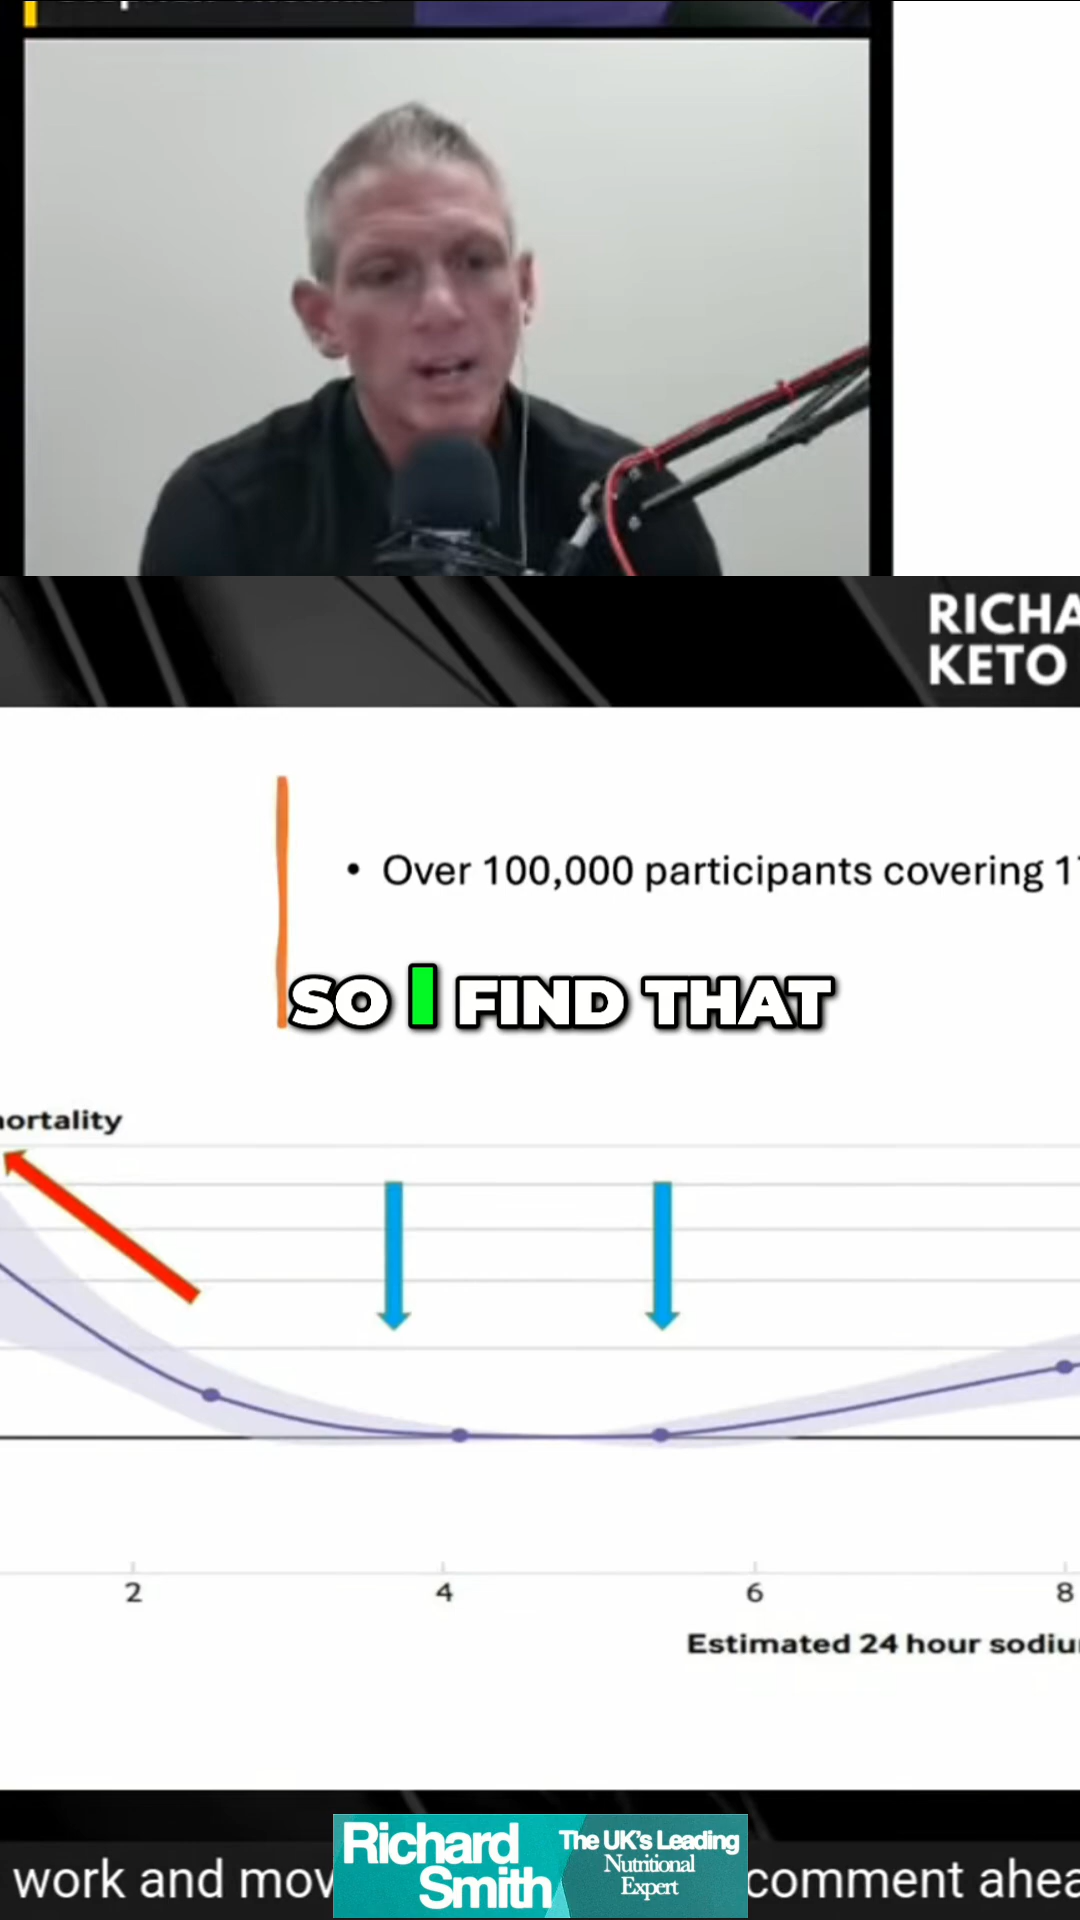 RICHA
KETO
• Over 100,000 participants covering 1
SO I FIND THAT
ortality
2 4 6 8
Estimated 24 hour sodiu
Richard
Smith
The UK's Leading
Nutritional
Expert
work and mov
comment ahea